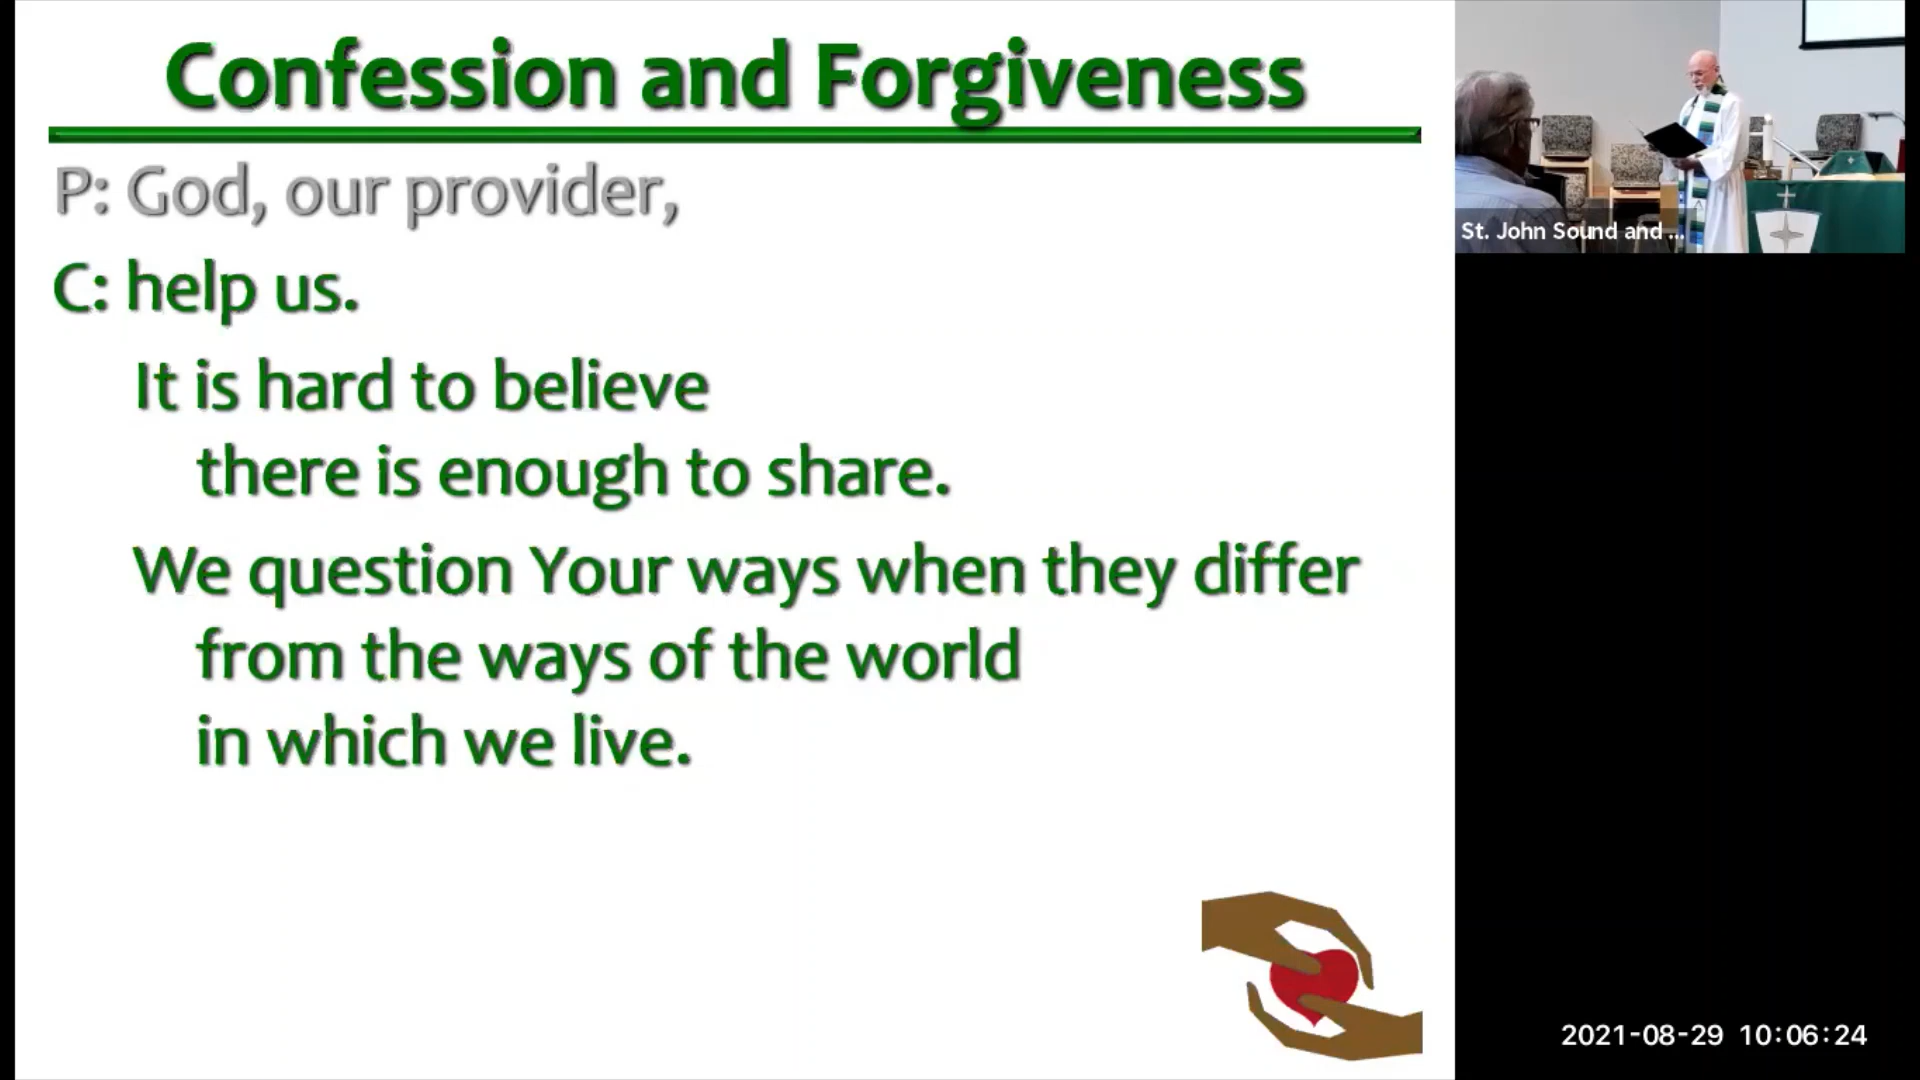 Confession and Forgiveness
P: God, our provider,
C: help us.
It is hard to believe
there is enough to share.
We question Your ways when they differ
from the ways of the world
in which we live.
St. John Sound and ...
2021-08-29 10:06:24